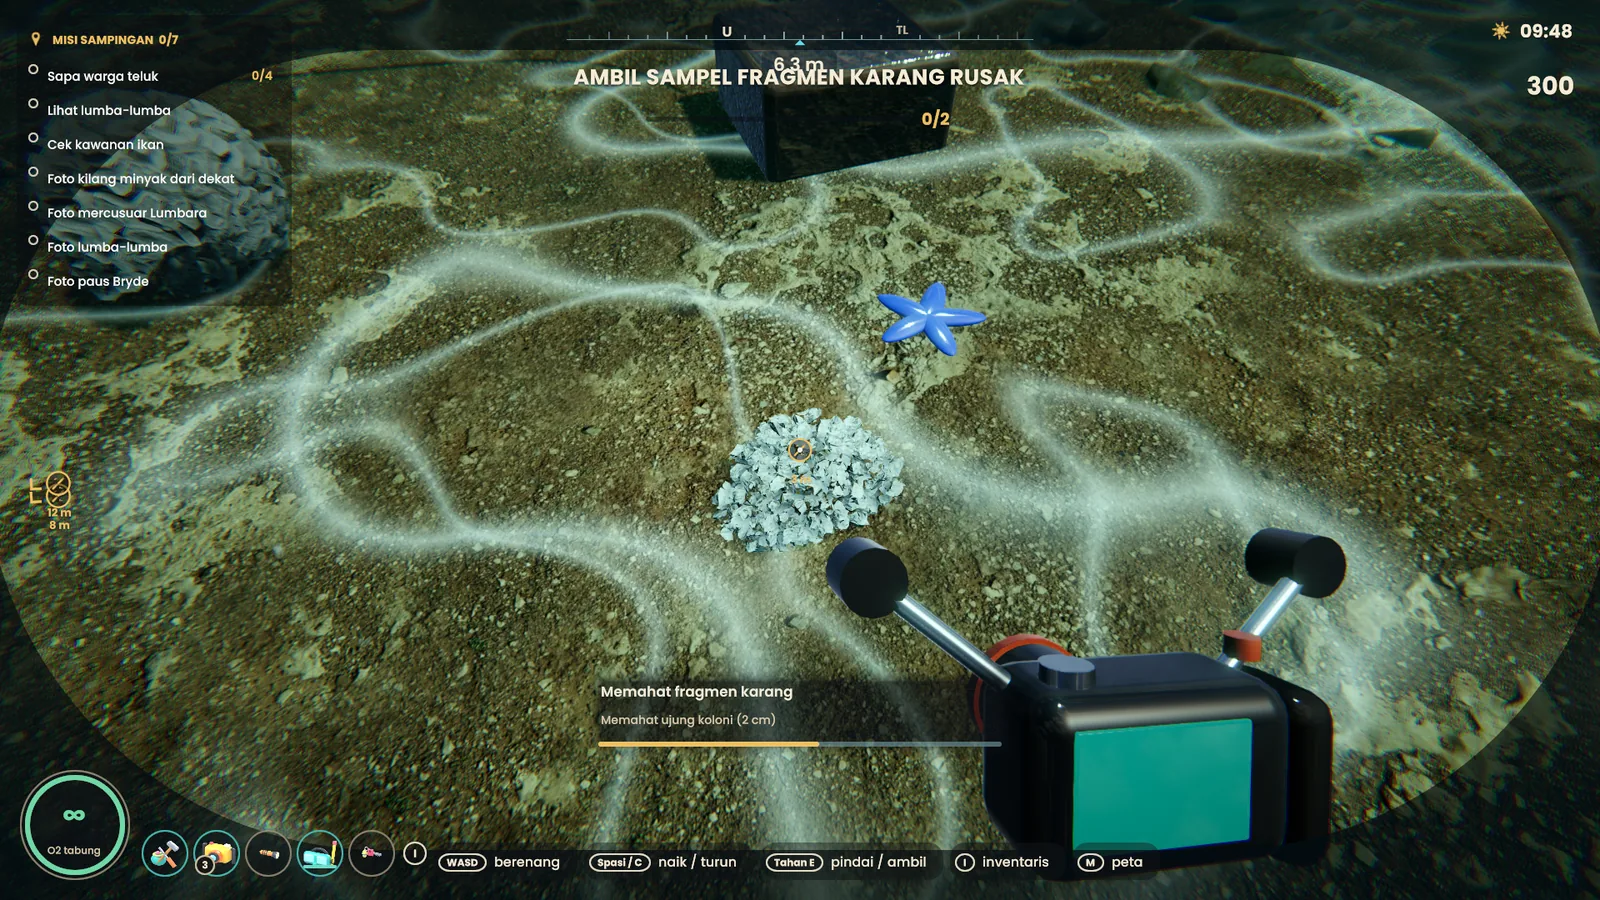 MISI SAMPINGAN 0/7
Sapa warga teluk 0/4
Lihat lumba-lumba
Cek kawanan ikan
Foto kilang minyak dari dekat
Foto mercusuar Lumbara
Foto lumba-lumba
Foto paus Bryde
U
TL
6.3 m
AMBIL SAMPEL FRAGMEN KARANG RUSAK
0/2
09:48
300
12 m
8 m
Memahat fragmen karang
Memahat ujung koloni (2 cm)
∞
O2 tabung
3
I
WASD berenang
Spasi / C naik / turun
Tahan E pindai / ambil
I inventaris
M peta